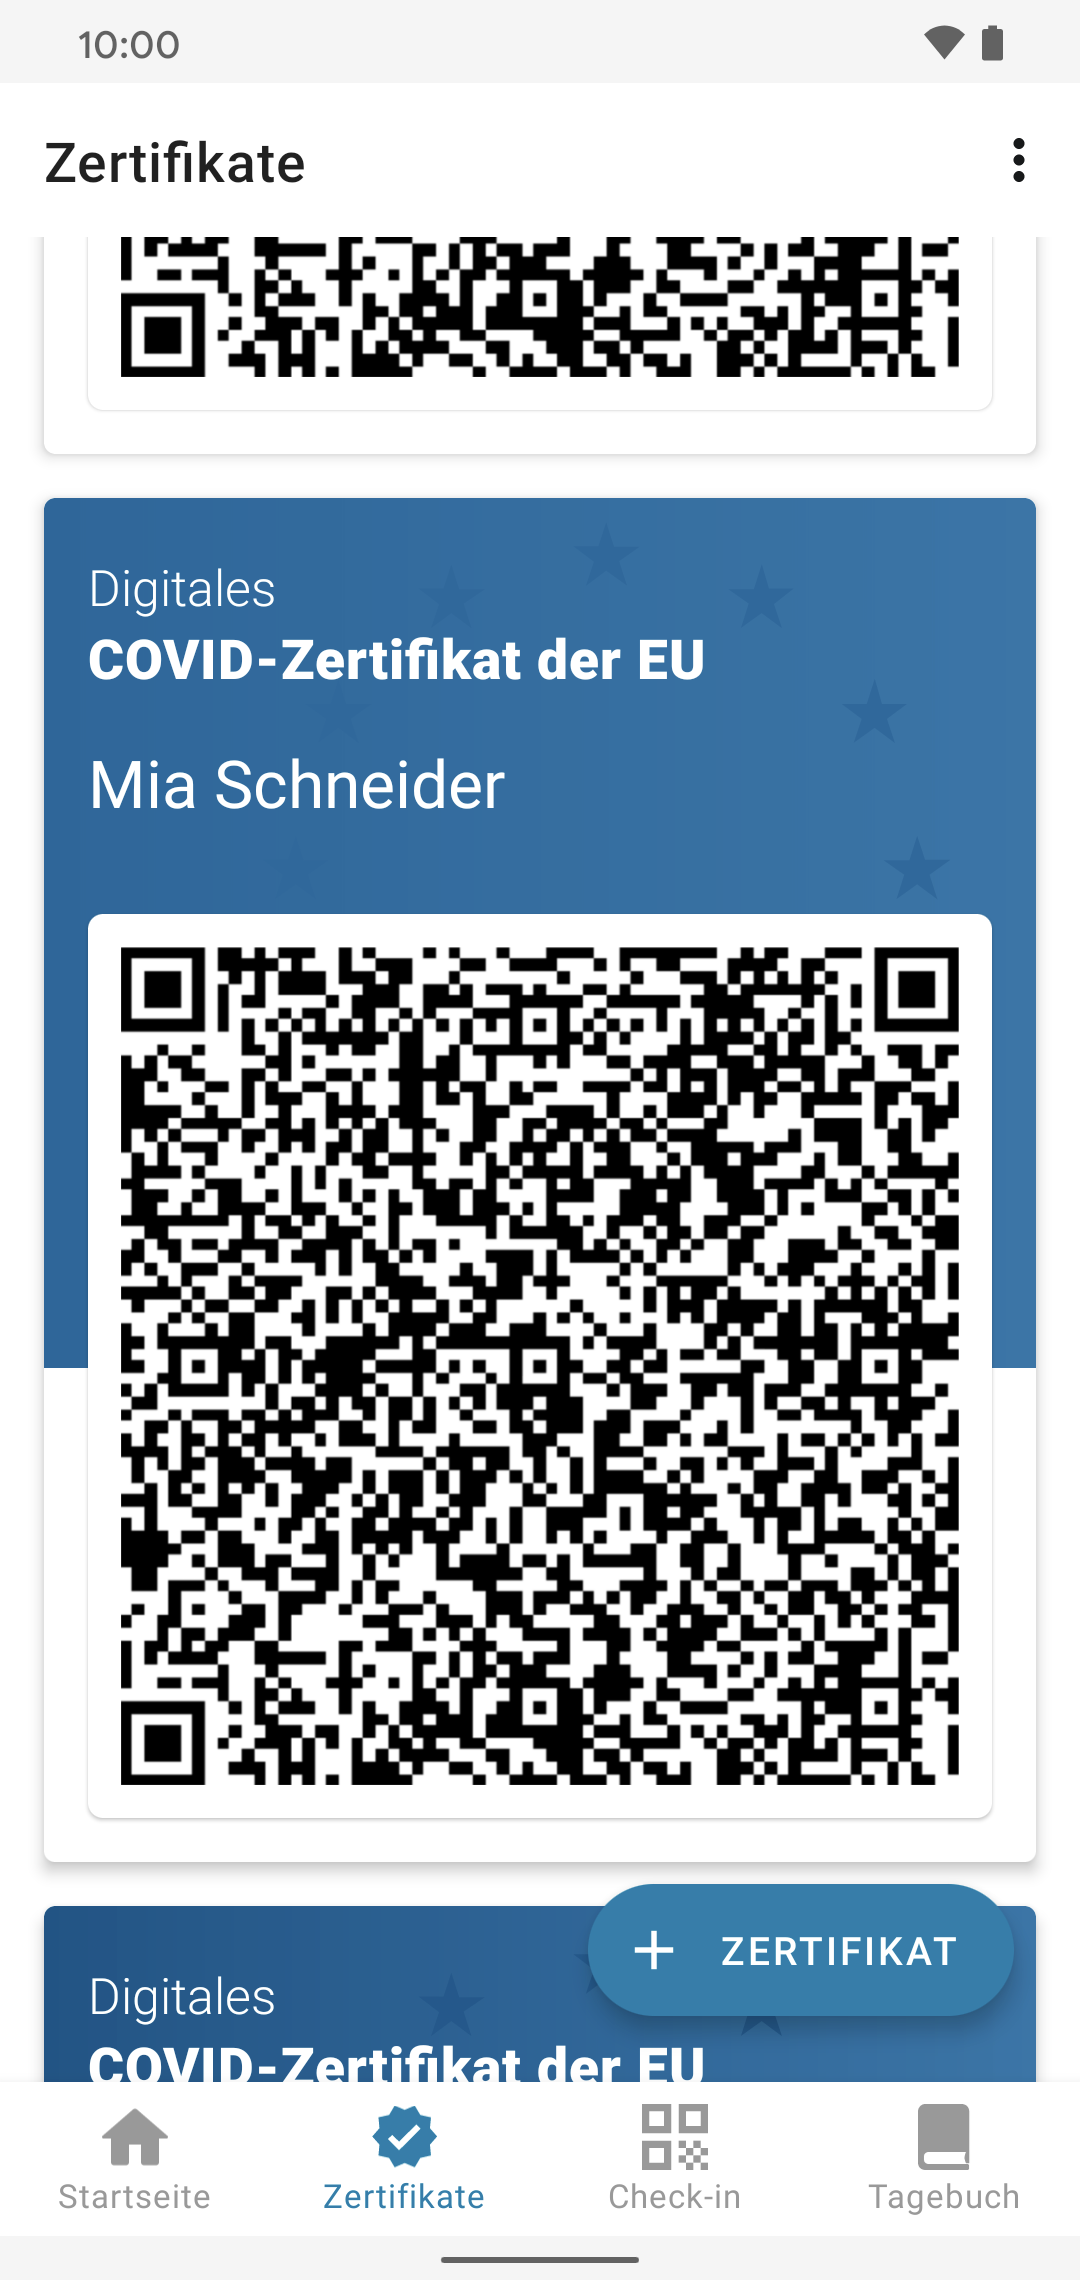 10:00
Zertifikate
Digitales
COVID-Zertifikat der EU
Mia Schneider
ZERTIFIKAT
Digitales
COVID-Zertifikat der EU
Startseite
Zertifikate
Check-in
Tagebuch